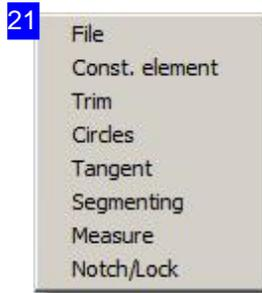 21
File
Const. element
Trim
Circles
Tangent
Segmenting
Measure
Notch/Lock